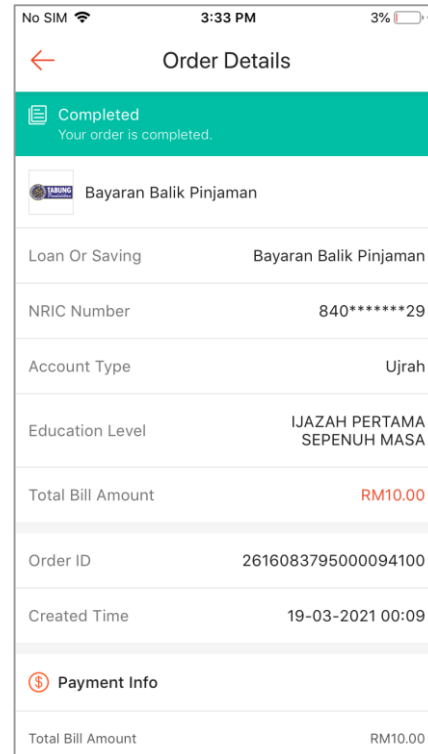 No SIM 3:33 PM 3%
Order Details
Completed
Your order is completed.
TABUNG
Bayaran Balik Pinjaman
Loan Or Saving Bayaran Balik Pinjaman
NRIC Number 840*******29
Account Type Ujrah
Education Level IJAZAH PERTAMA
SEPENUH MASA
Total Bill Amount RM10.00
Order ID 2616083795000094100
Created Time 19-03-2021 00:09
$ Payment Info
Total Bill Amount RM10.00